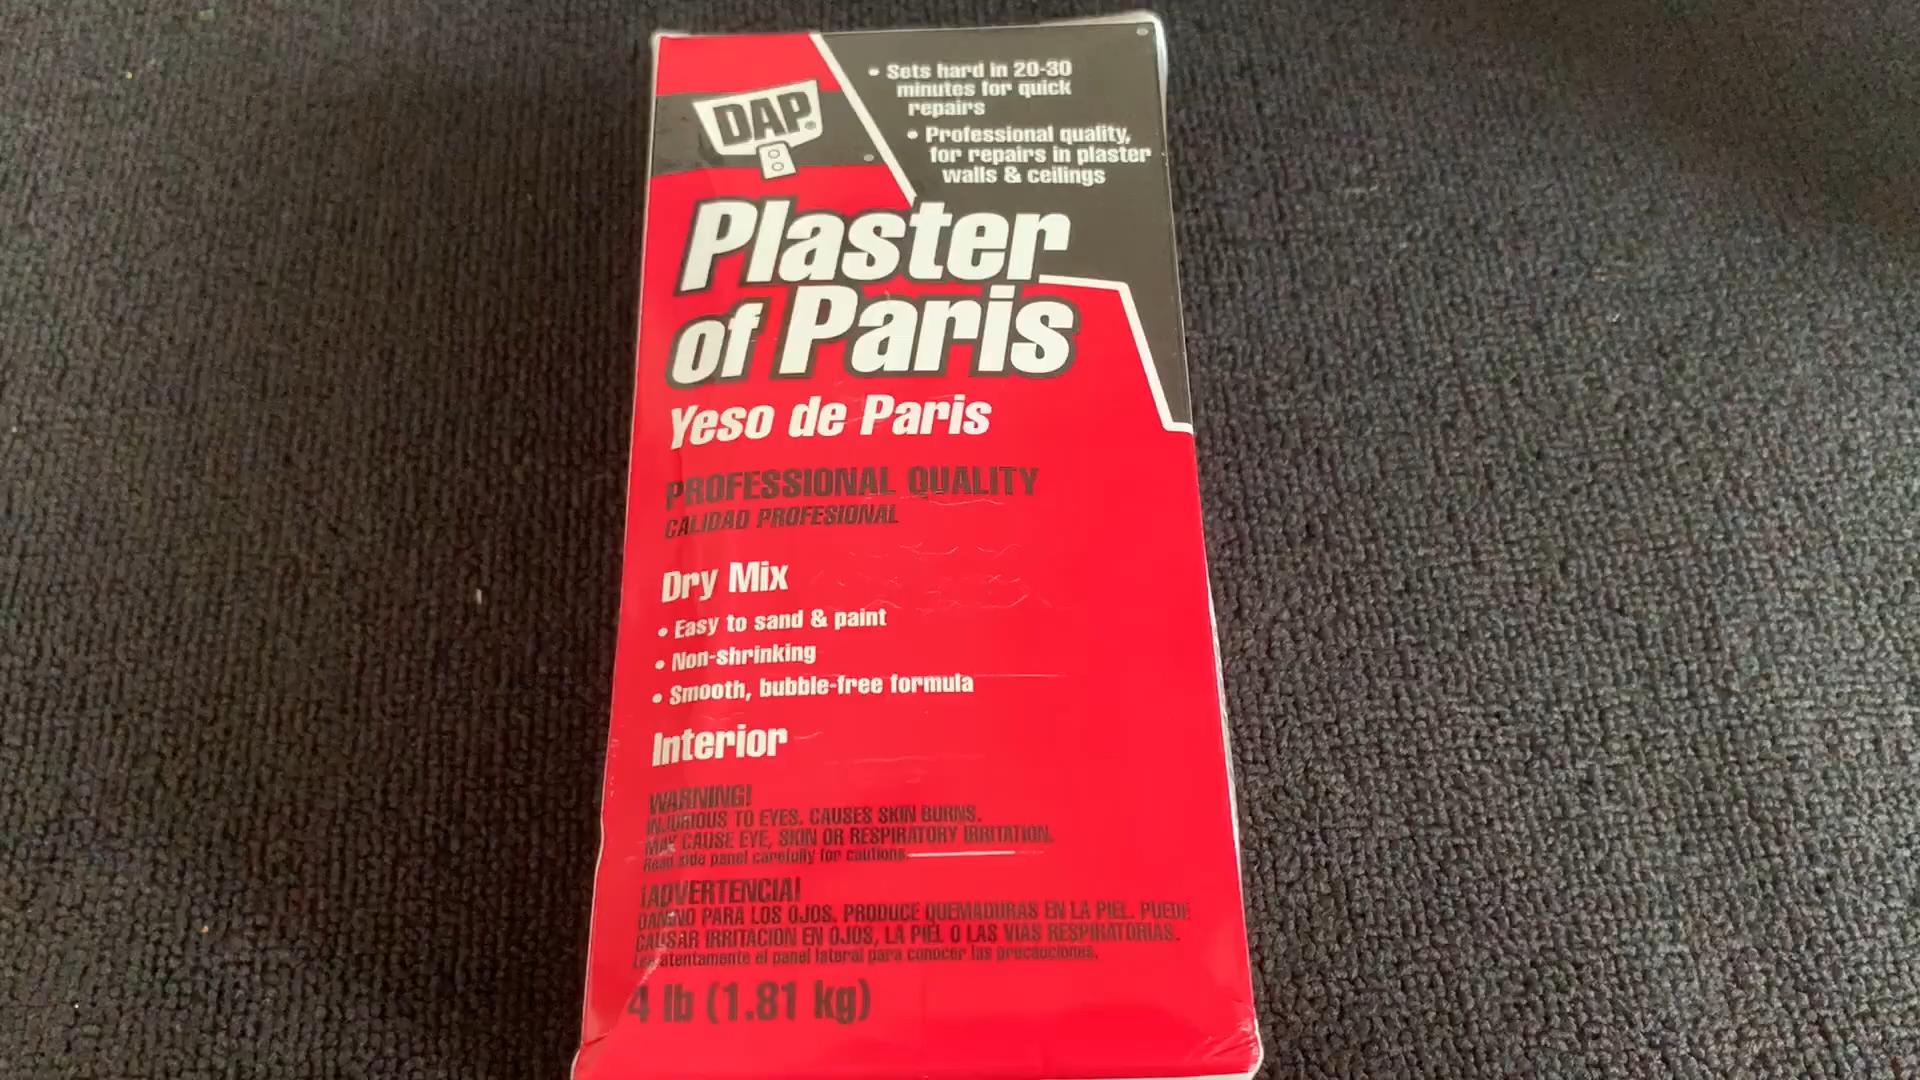 DAP®
• Sets hard in 20-30
minutes for quick
repairs
• Professional quality,
for repairs in plaster
walls & ceilings
Plaster
of Paris
Yeso de Paris
PROFESSIONAL QUALITY
CALIDAD PROFESIONAL
Dry Mix
• Easy to sand & paint
• Non-shrinking
• Smooth, bubble-free formula
Interior
WARNING!
INJURIOUS TO EYES. CAUSES SKIN BURNS.
MAY CAUSE EYE, SKIN OR RESPIRATORY IRRITATION.
Read side panel carefully for cautions.
¡ADVERTENCIA!
DANINO PARA LOS OJOS. PRODUCE QUEMADURAS EN LA PIEL. PUEDE
CAUSAR IRRITACION EN OJOS, LA PIEL O LAS VIAS RESPIRATORIAS.
Lea atentamente el panel lateral para conocer las precauciones.
4 lb (1.81 kg)